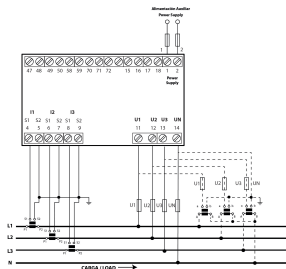 Alimentación Auxiliar
Power Supply
1 2
47 48 49 50 58 59 60 70 71 72 15 16 17 18 1 2
Power
Supply
I1 I2 I3
S1 S2 S1 S2 S1 S2 U1 U2 U3 UN
4 5 6 7 8 9 11 12 13 14
U1 U2 U3 UN
U1 U2 U3 UN
L1
L2
L3
N
CARGA / LOAD